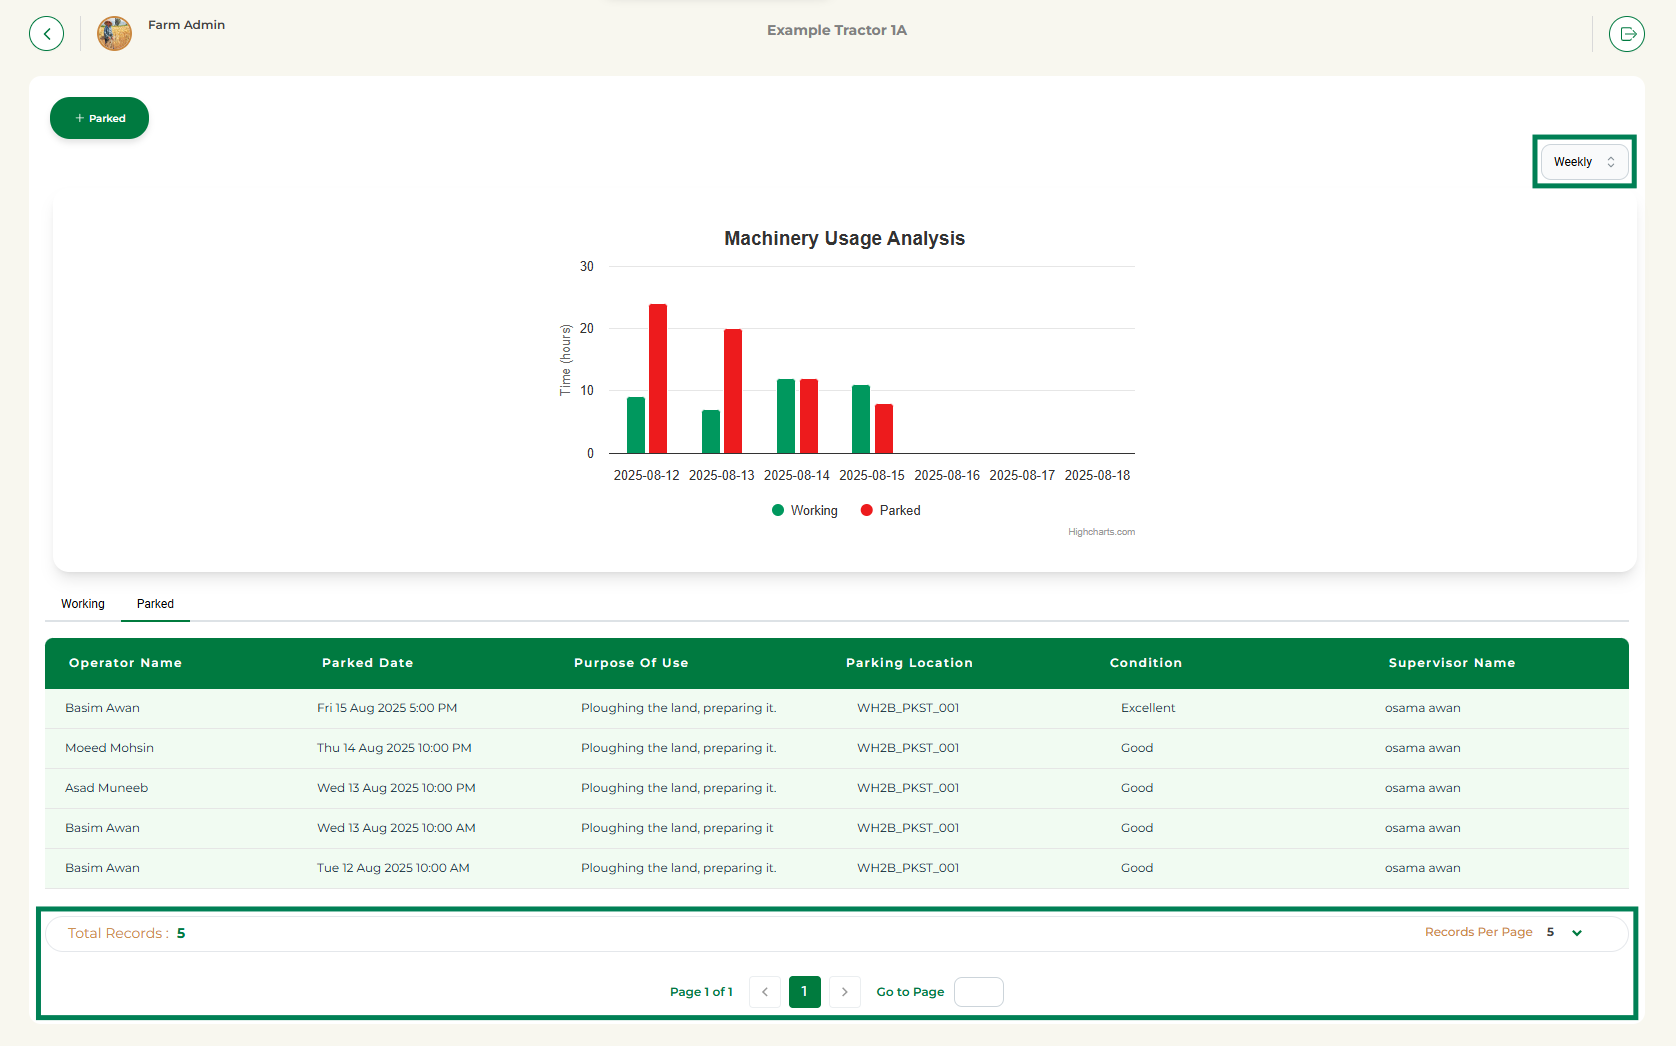 Farm Admin
Example Tractor 1A
+ Parked
Weekly
Machinery Usage Analysis
30
20
10
0
Time (hours)
2025-08-12 2025-08-13 2025-08-14 2025-08-15 2025-08-16 2025-08-17 2025-08-18
Working Parked
Highcharts.com
Working Parked
Operator Name Parked Date Purpose Of Use Parking Location Condition Supervisor Name
Basim Awan Fri 15 Aug 2025 5:00 PM Ploughing the land, preparing it. WH2B_PKST_001 Excellent osama awan
Moeed Mohsin Thu 14 Aug 2025 10:00 PM Ploughing the land, preparing it. WH2B_PKST_001 Good osama awan
Asad Muneeb Wed 13 Aug 2025 10:00 PM Ploughing the land, preparing it. WH2B_PKST_001 Good osama awan
Basim Awan Wed 13 Aug 2025 10:00 AM Ploughing the land, preparing it WH2B_PKST_001 Good osama awan
Basim Awan Tue 12 Aug 2025 10:00 AM Ploughing the land, preparing it. WH2B_PKST_001 Good osama awan
Total Records : 5 Records Per Page 5
Page 1 of 1 < 1 > Go to Page